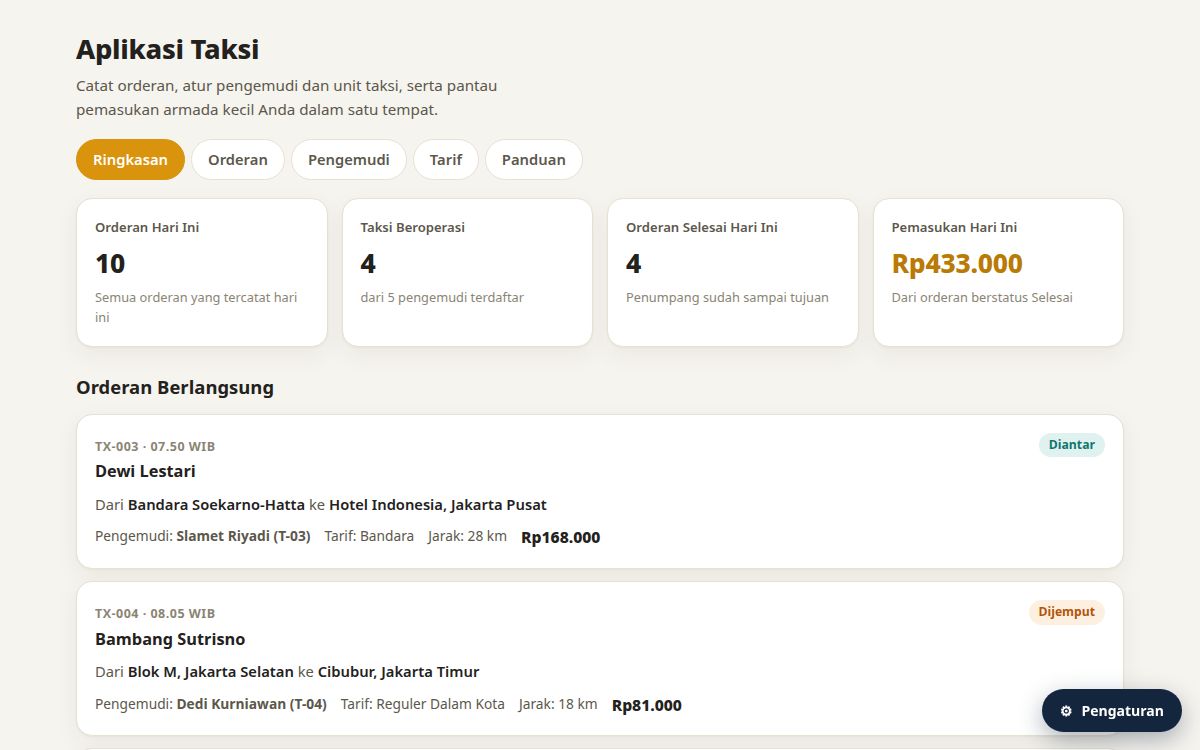 Aplikasi Taksi
Catat orderan, atur pengemudi dan unit taksi, serta pantau
pemasukan armada kecil Anda dalam satu tempat.
Ringkasan
Orderan
Pengemudi
Tarif
Panduan
Orderan Hari Ini
10
Semua orderan yang tercatat hari
ini
Taksi Beroperasi
4
dari 5 pengemudi terdaftar
Orderan Selesai Hari Ini
4
Penumpang sudah sampai tujuan
Pemasukan Hari Ini
Rp433.000
Dari orderan berstatus Selesai
Orderan Berlangsung
TX-003 · 07.50 WIB
Diantar
Dewi Lestari
Dari Bandara Soekarno-Hatta ke Hotel Indonesia, Jakarta Pusat
Pengemudi: Slamet Riyadi (T-03) Tarif: Bandara Jarak: 28 km Rp168.000
TX-004 · 08.05 WIB
Dijemput
Bambang Sutrisno
Dari Blok M, Jakarta Selatan ke Cibubur, Jakarta Timur
Pengemudi: Dedi Kurniawan (T-04) Tarif: Reguler Dalam Kota Jarak: 18 km Rp81.000
⚙ Pengaturan